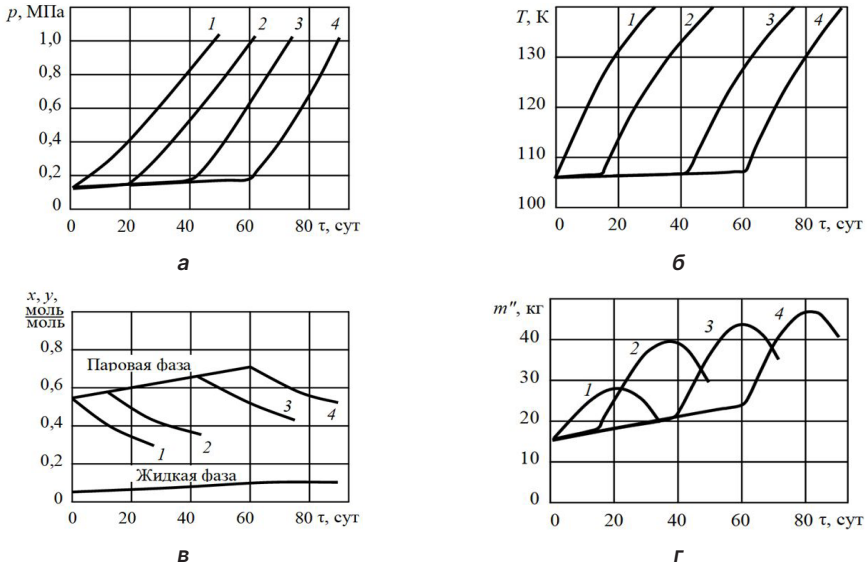 p, МПа
1 2 3 4
1,0
0,8
0,6
0,4
0,2
0
0 20 40 60 80 τ, сут
а
T, К
1 2 3 4
130
120
110
100
0 20 40 60 80 τ, сут
б
x, y,
моль
моль
0,8
0,6
0,4
0,2
0
Паровая фаза
1 2 3 4
Жидкая фаза
0 20 40 60 80 τ, сут
в
m″, кг
1 2 3 4
40
30
20
10
0
0 20 40 60 80 τ, сут
г